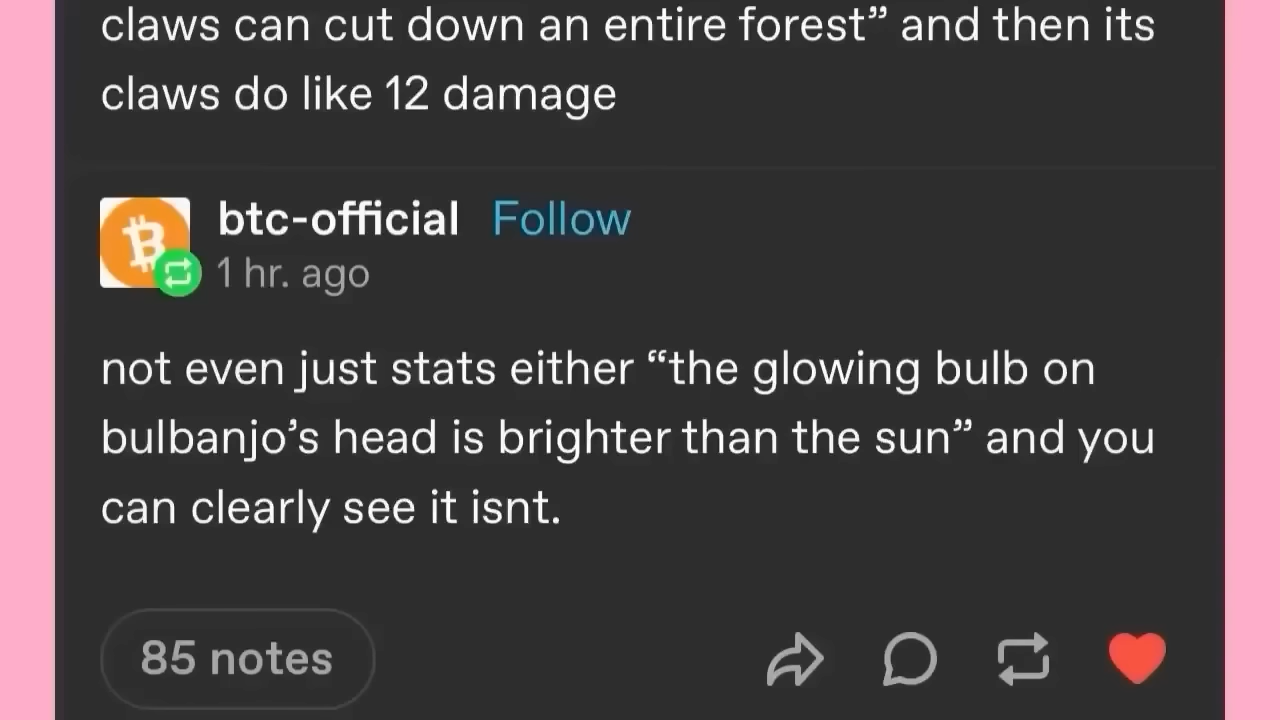 claws can cut down an entire forest” and then its
claws do like 12 damage
btc-official Follow
1 hr. ago
not even just stats either “the glowing bulb on
bulbanjo’s head is brighter than the sun” and you
can clearly see it isnt.
85 notes